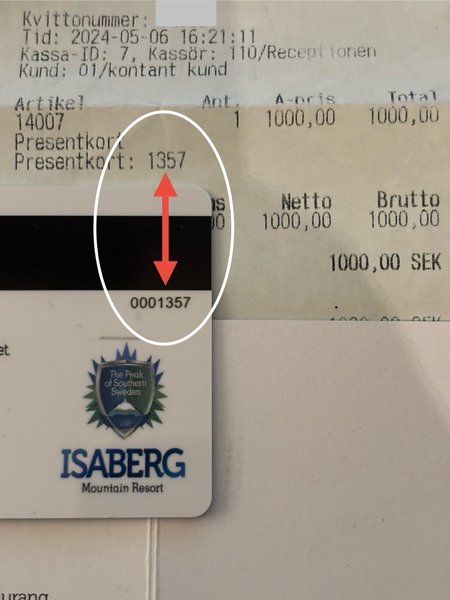 Kvittonummer:
Tid: 2024-05-06 16:21:11
Kassa-ID: 7, Kassör: 110/Receptionen
Kund: 01/kontant kund
Artikel Ant. A-pris Total
14007 1 1000,00 1000,00
Presentkort
Presentkort: 1357
Netto Brutto
1000,00 1000,00
1000,00 SEK
0001357
The Peak
of Southern
Sweden
ISABERG
Mountain Resort